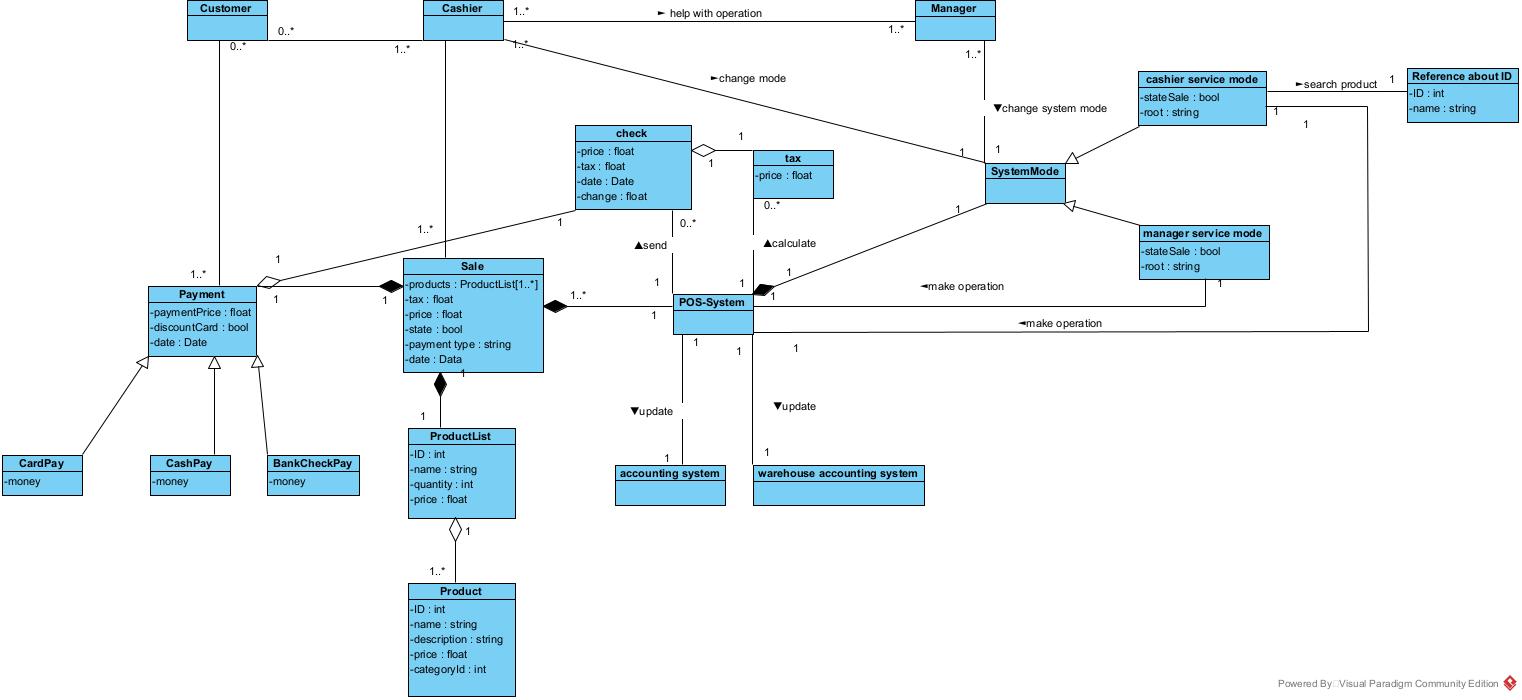 Customer
Cashier
Manager
1..*
► help with operation
1..*
0..*
0..*
1..*
1..*
1..*
►change mode
▼change system mode
1
1
cashier service mode
-stateSale : bool
-root : string
►search product
1
1
1
Reference about ID
-ID : int
-name : string
check
-price : float
-tax : float
-date : Date
-change : float
1
1
tax
-price : float
0..*
SystemMode
1
manager service mode
-stateSale : bool
-root : string
1
1
1..*
0..*
▲send
▲calculate
1
1
1
1
1
1..*
Payment
-paymentPrice : float
-discountCard : bool
-date : Date
1
1
Sale
-products : ProductList[1..*]
-tax : float
-price : float
-state : bool
-payment type : string
-date : Data
1
1..*
1
POS-System
◄make operation
◄make operation
1
1
1
▼update
▼update
1
1
accounting system
warehouse accounting system
CardPay
-money
CashPay
-money
BankCheckPay
-money
1
ProductList
-ID : int
-name : string
-quantity : int
-price : float
1
1..*
Product
-ID : int
-name : string
-description : string
-price : float
-categoryId : int
Powered By Visual Paradigm Community Edition